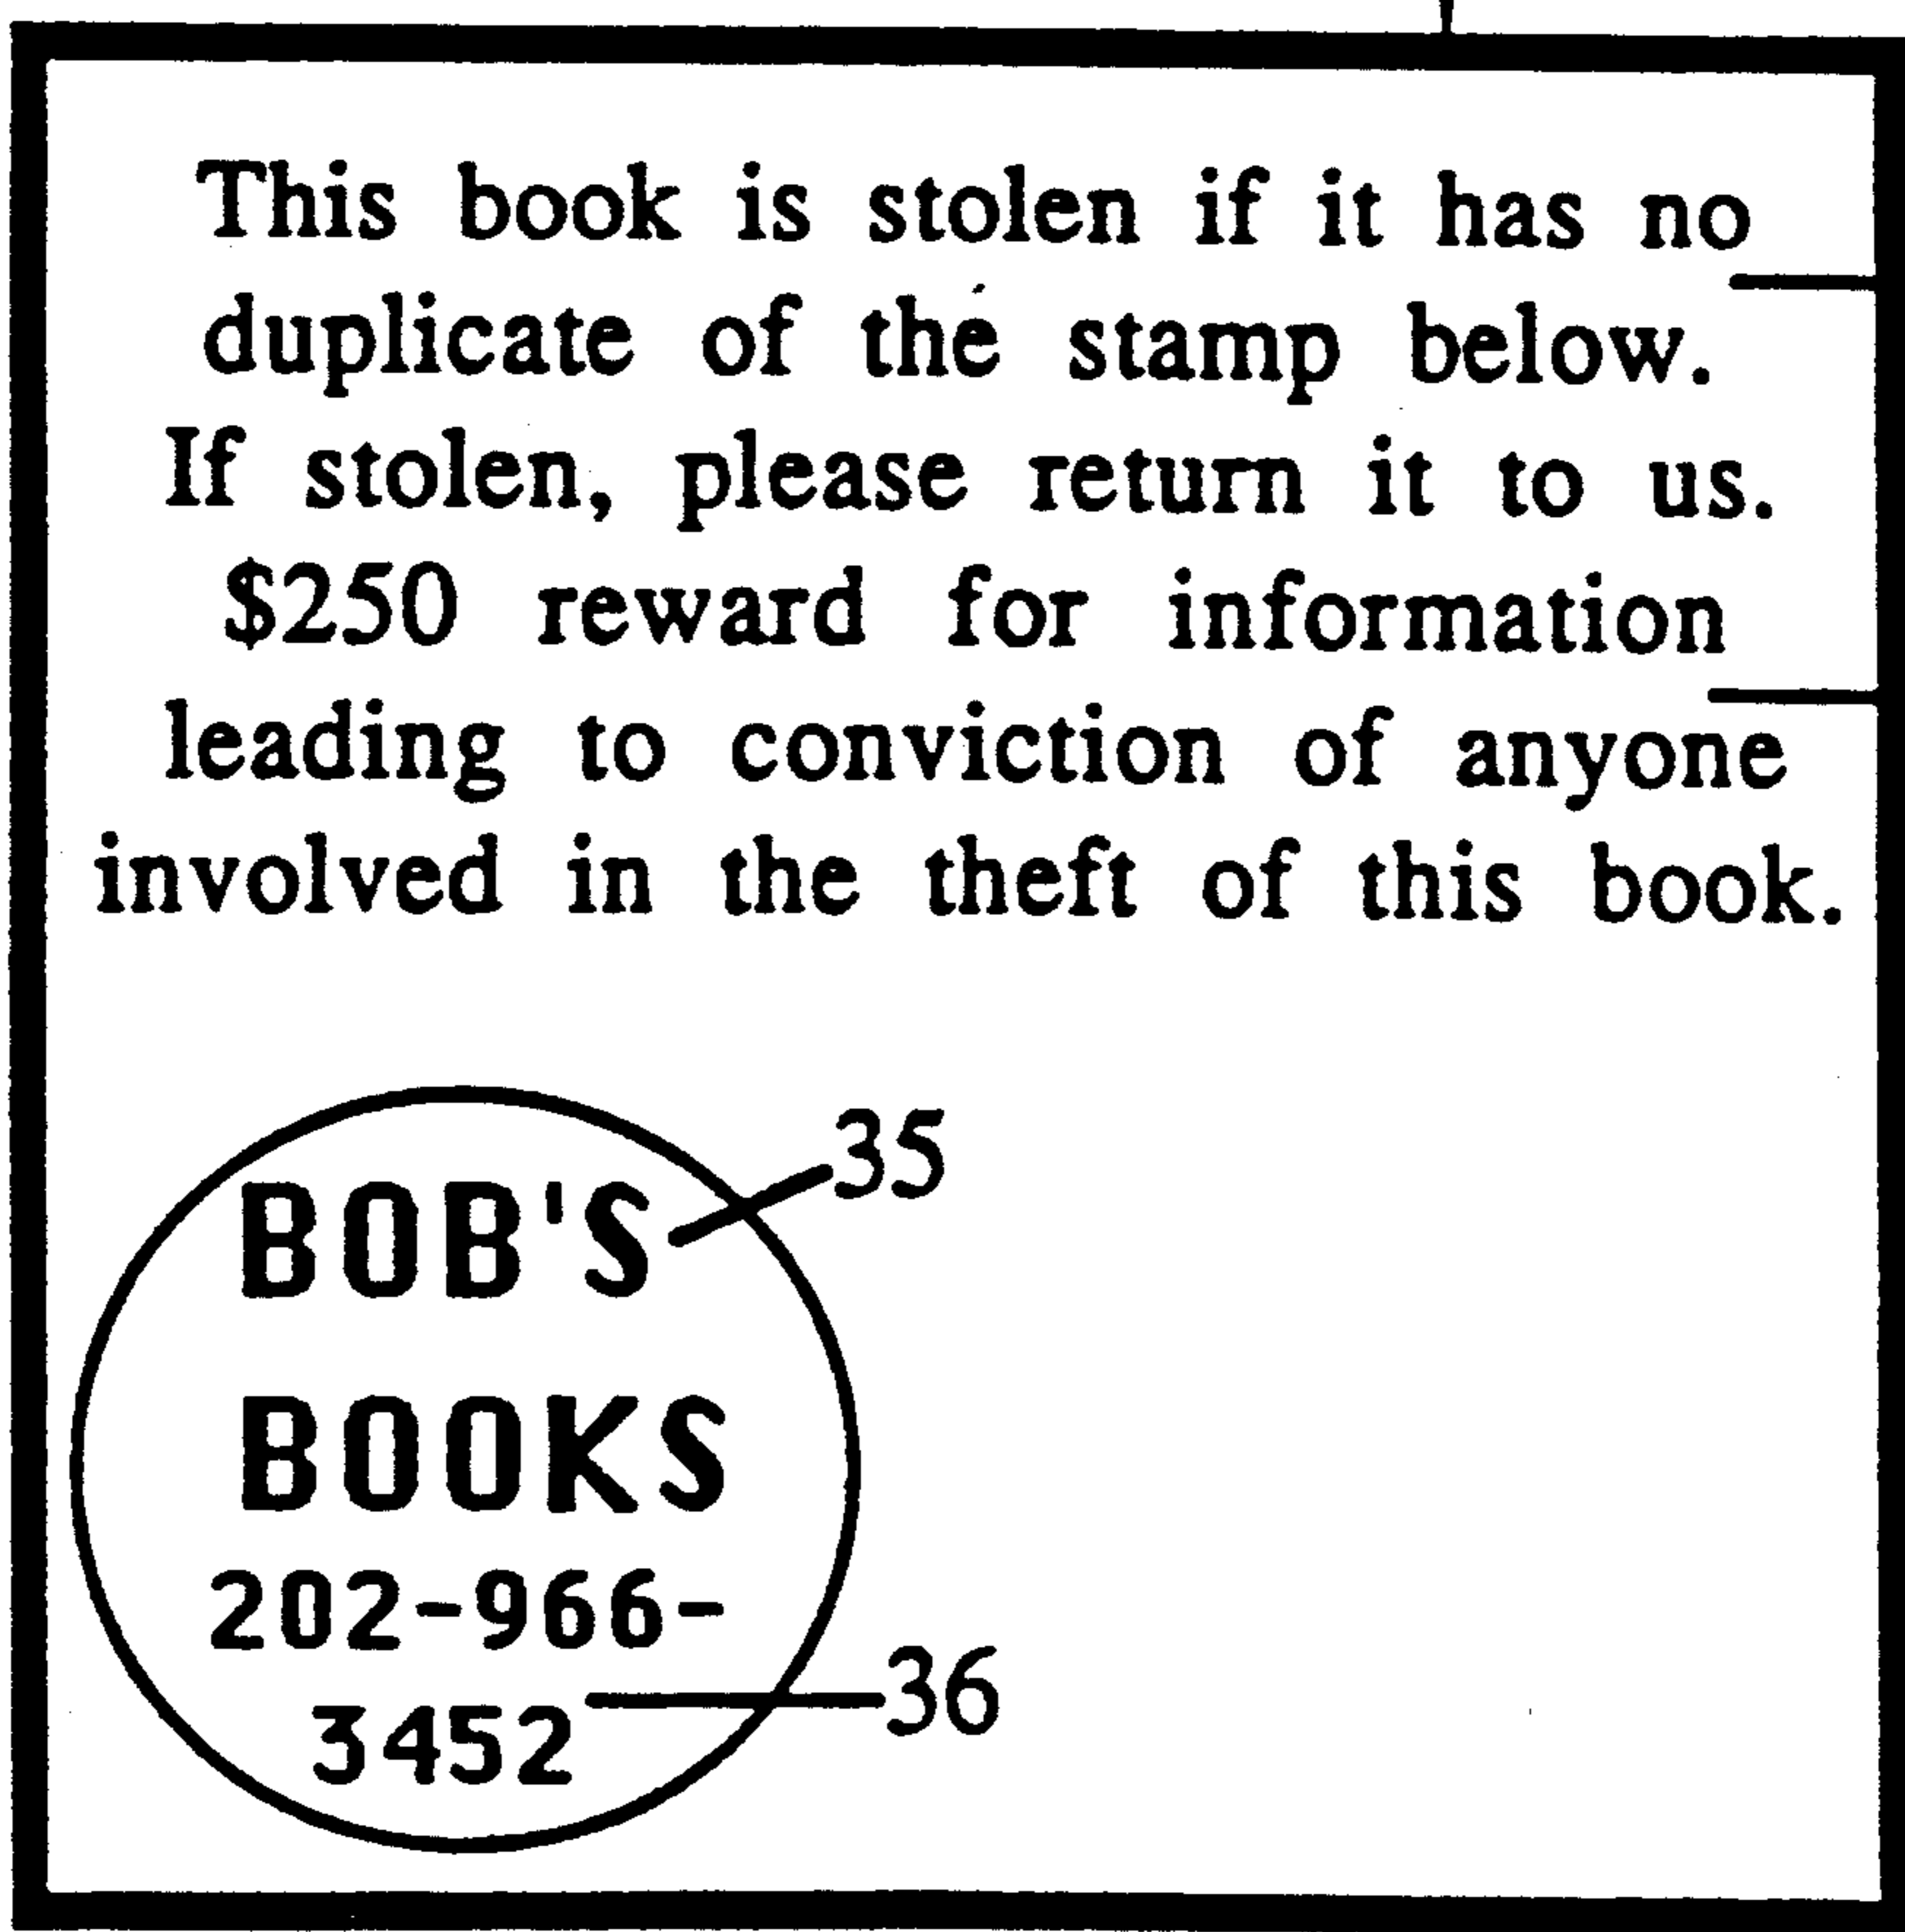 This book is stolen if it has no
duplicate of the stamp below.
If stolen, please return it to us.
$250 reward for information
leading to conviction of anyone
involved in the theft of this book.
35
BOB'S
BOOKS
202-966-
36
3452